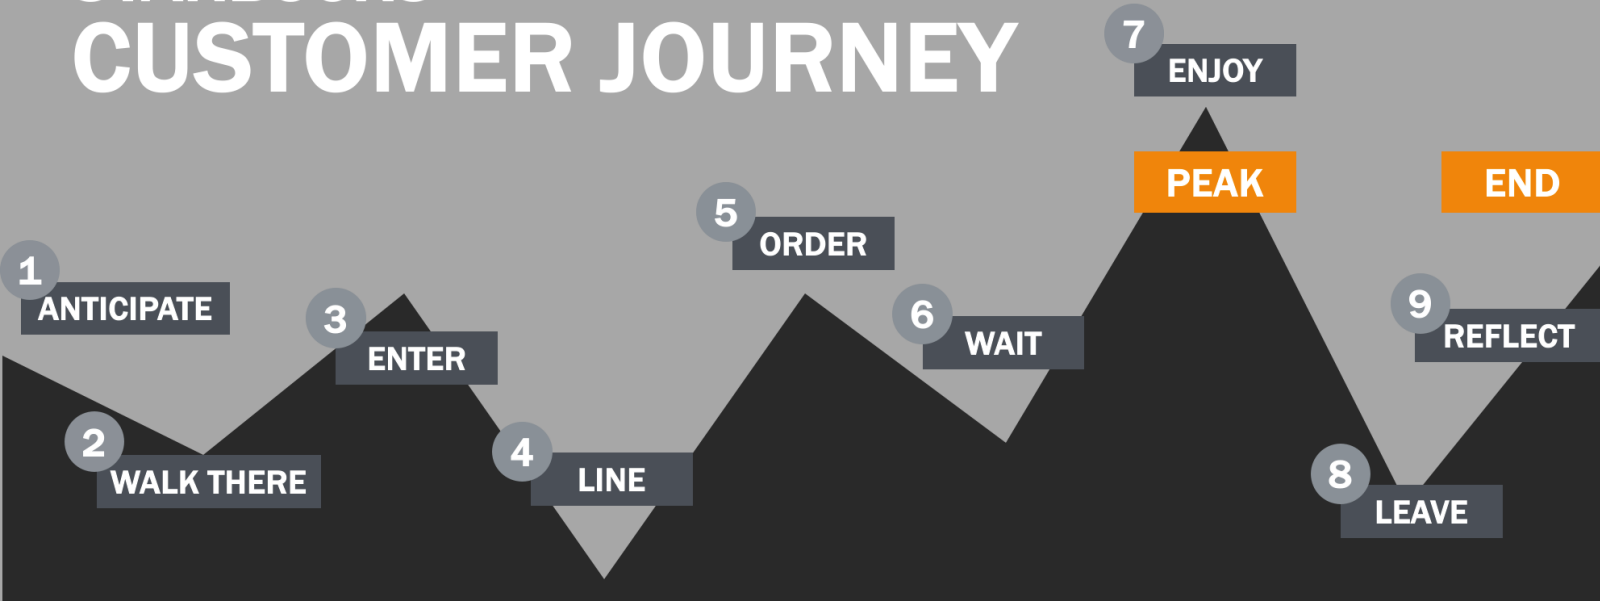 CUSTOMER JOURNEY
7
ENJOY
PEAK
END
5
ORDER
1
ANTICIPATE
3
ENTER
6
WAIT
9
REFLECT
2
WALK THERE
4
LINE
8
LEAVE